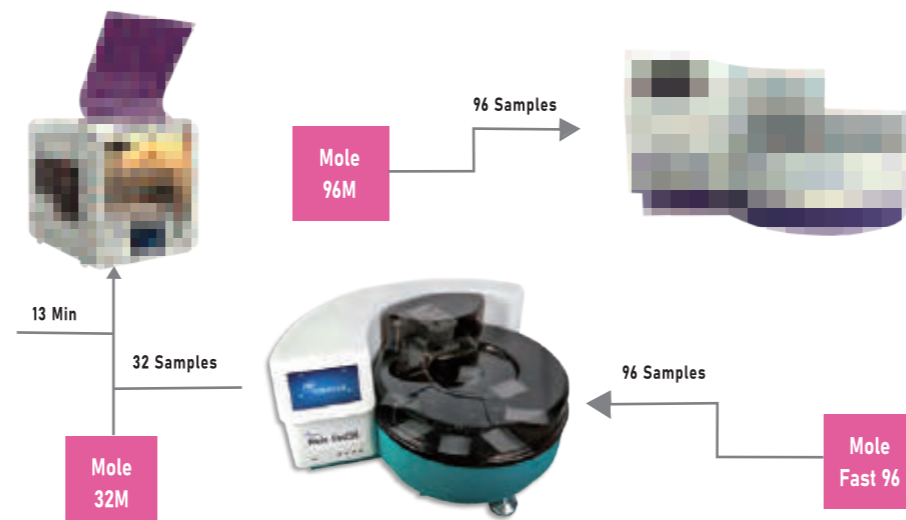 96 Samples
Mole
96M
13 Min
32 Samples
96 Samples
Mole
32M
Mole
Fast 96